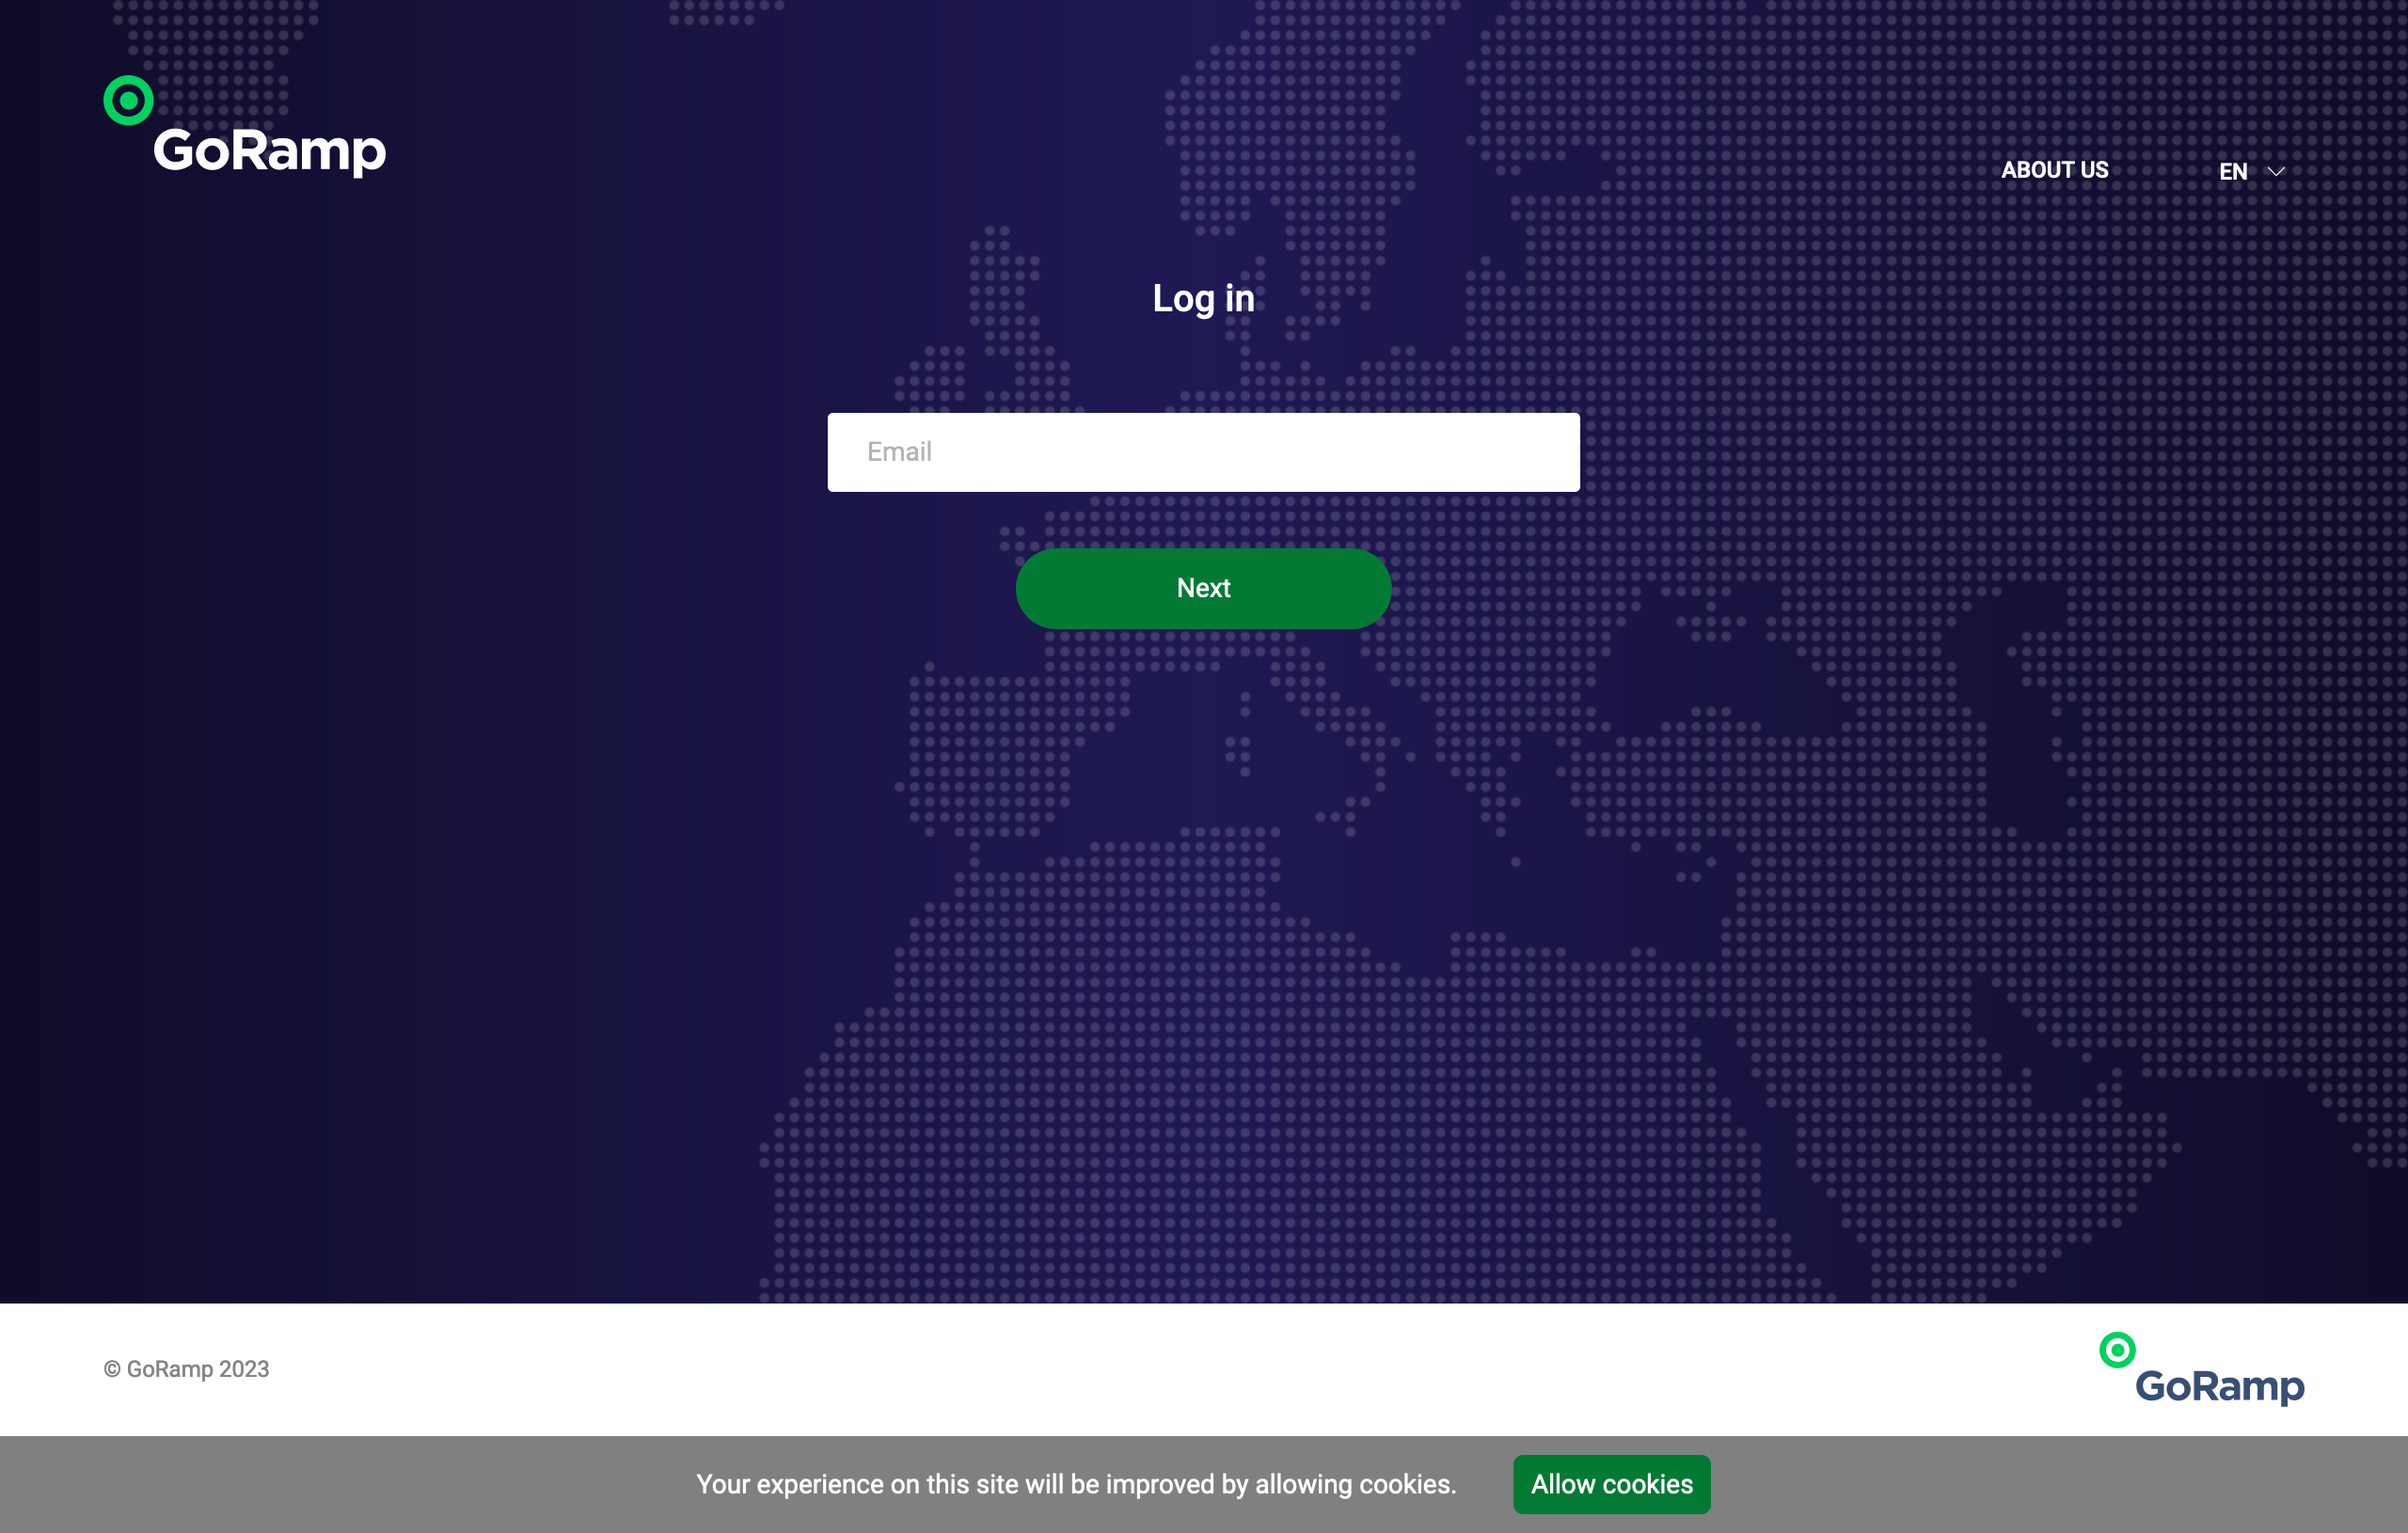 GoRamp
ABOUT US
EN
Log in
Email
Next
© GoRamp 2023
GoRamp
Your experience on this site will be improved by allowing cookies.
Allow cookies